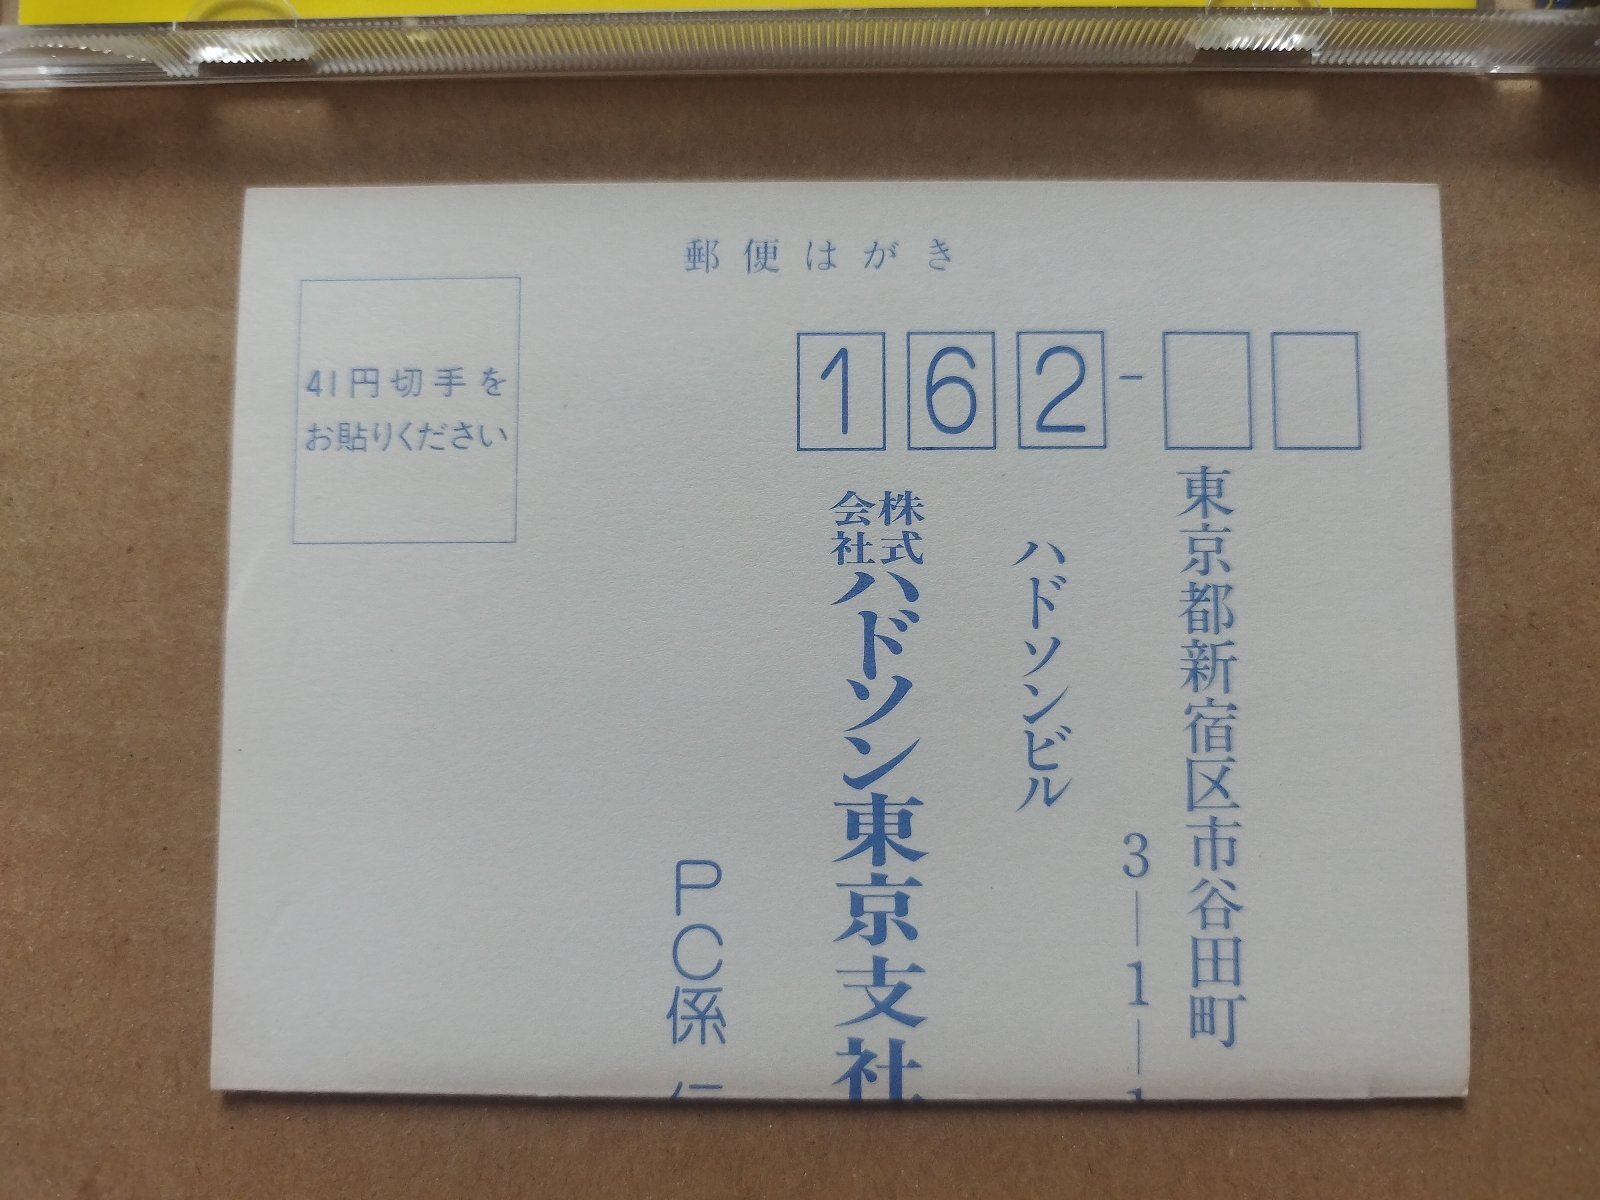 郵便はがき
41円切手を
お貼りください
162-
東京都新宿区市谷田町
3-1-1
ハドソンビル
株式会社ハドソン東京支社
PC係